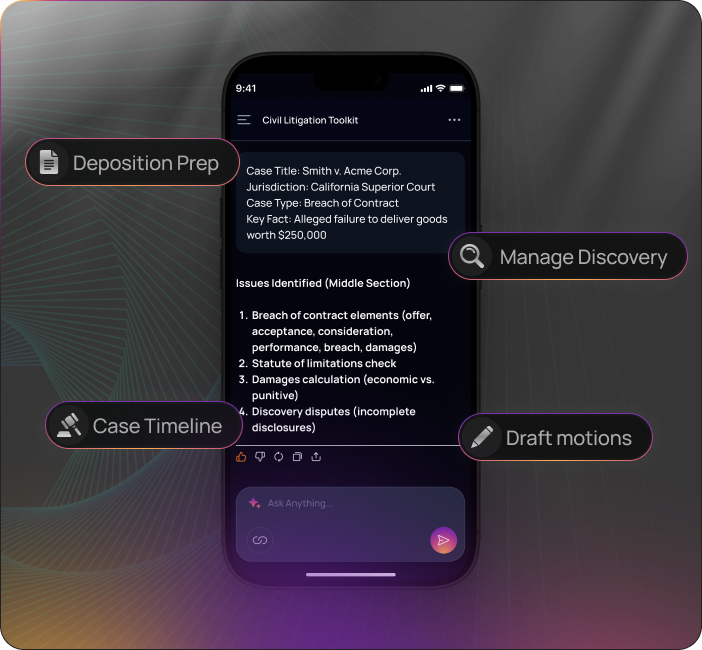 9:41
Civil Litigation Toolkit
Deposition Prep
Case Title: Smith v. Acme Corp.
Jurisdiction: California Superior Court
Case Type: Breach of Contract
Key Fact: Alleged failure to deliver goods
worth $250,000
Manage Discovery
Issues Identified (Middle Section)
1. Breach of contract elements (offer,
acceptance, consideration,
performance, breach, damages)
2. Statute of limitations check
3. Damages calculation (economic vs.
punitive)
4. Discovery disputes (incomplete
disclosures)
Case Timeline
Draft motions
Ask Anything...